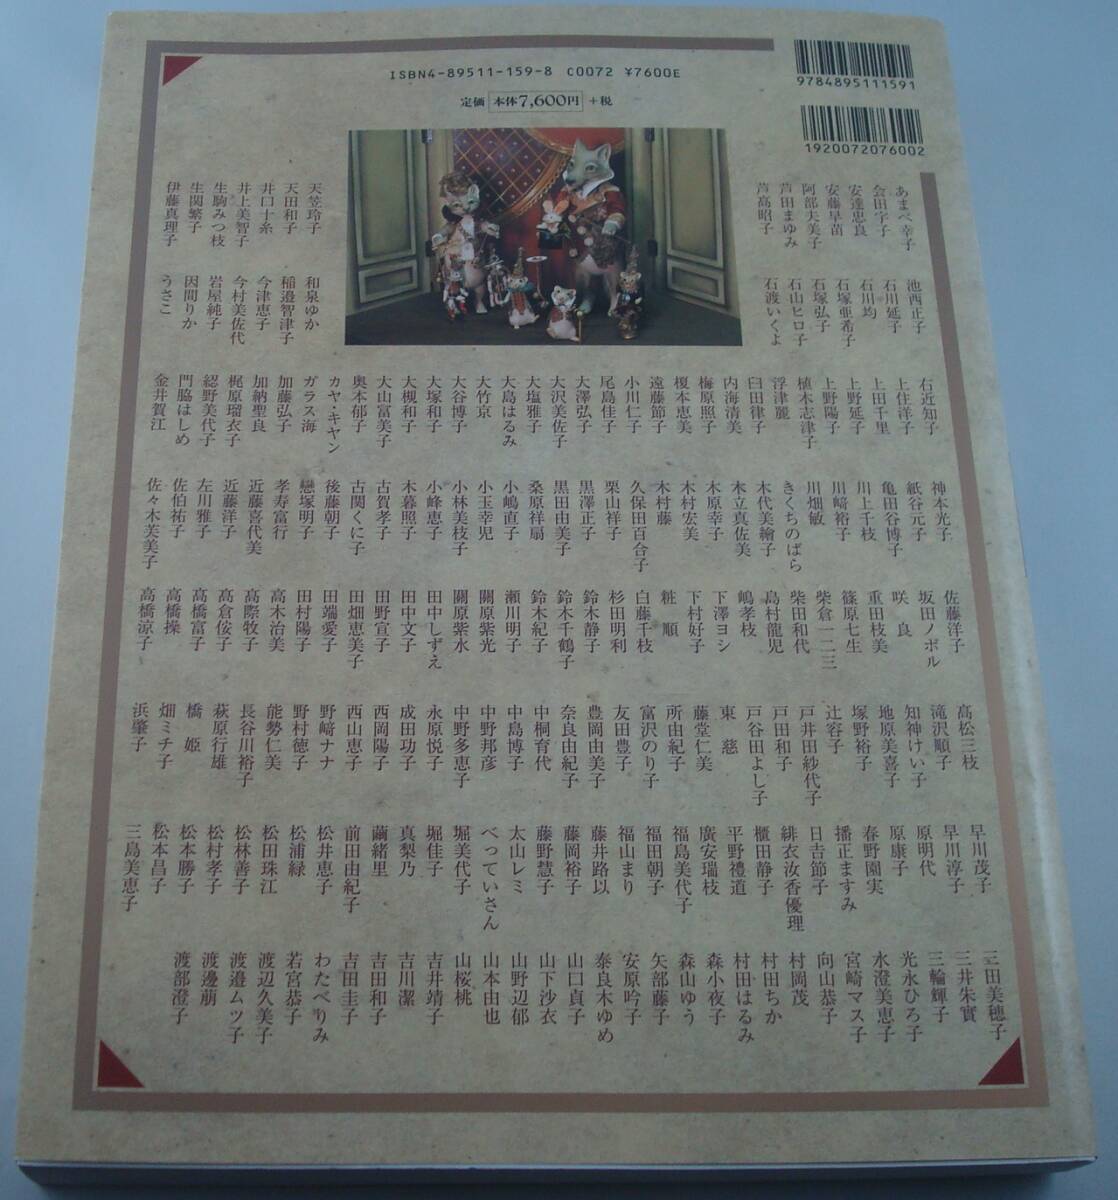 ISBN4-89511-159-8 C0072 ¥7600E
定価 本体7,600円 +税
9784895111591
1920072076002
あまべ幸子
会田字子
安達忠良
安藤早苗
阿部夫美子
芦田まゆみ
芦高昭子
天笠玲子
天田和子
井口十糸
井上美智子
生駒みつ枝
生関繁子
伊藤真理子
池西正子
石川延子
石川均
石塚亜希子
石塚弘子
石山ヒロ子
石渡いくよ
和泉ゆか
稲邉智津子
今津恵子
今村美佐代
岩屋純子
因間りか
うさこ
右近知子
上住洋子
上田千里
上野延子
上野陽子
植木志津子
浮津麗
臼田律子
内海清美
梅原照子
榎本恵美
遠藤節子
小川仁子
尾島佳子
大澤弘子
大沢美佐子
大塩雅子
大島はるみ
大竹京
大谷博子
大塚和子
大槻和子
大山富美子
奥本郁子
カヤ・キヤン
ガラス海
加藤弘子
加納聖良
梶原瑠衣子
綛野美代子
門脇はしめ
金井賀江
神本光子
紙谷元子
亀田谷博子
川上千枝
川﨑裕子
川畑敏
きくちのばら
木代美繪子
木立真佐美
木原幸子
木村宏美
木村藤
久保田百合子
栗山祥子
黒澤正子
黒田由美子
桑原祥扇
小嶋直子
小玉幸児
小林美枝子
小峰恵子
木暮照子
古賀孝子
古関くに子
後藤朝子
戀塚明子
孝寿富行
近藤喜代美
近藤洋子
左川雅子
佐伯祐子
佐々木芙美子
佐藤洋子
坂田ノボル
咲良
重田枝美
篠原七生
柴倉一二三
柴田和代
島村龍児
嶋孝枝
下澤ヨシ
下村好子
粧順
白藤千枝
杉田明利
鈴木静子
鈴木千鶴子
鈴木紀子
瀬川明子
關原紫光
關原紫水
田中しずえ
田中文子
田野宣子
田畑恵美子
田端愛子
田村陽子
高木治美
高際牧子
高倉侫子
高橋富子
高橋操
高橋涼子
高松三枝
滝沢順子
知神けい子
地原美喜子
塚野裕子
辻容子
戸井田紗代子
戸田和子
戸谷田よし子
東慈
藤堂仁美
所由紀子
富沢のり子
友田豊子
豊岡由美子
奈良由紀子
中桐育代
中島博子
中野邦彦
中野多恵子
永原悦子
成田功子
西岡陽子
西山恵子
野﨑ナナ
野村徳子
能勢仁美
長谷川裕子
萩原行雄
橋姫
畑ミチ子
浜肇子
早川茂子
早川淳子
原明代
原康子
春野園実
播正ますみ
日𠮷節子
緋衣汝香優理
櫃田静子
平野禮道
廣安瑞枝
福島美代子
福田朝子
福山まり
藤井路以
藤岡裕子
藤野慧子
太山レミ
べっていさん
堀美代子
堀佳子
真梨乃
繭緒里
前田由紀子
松井恵子
松浦緑
松田珠江
松林善子
松村孝子
松本勝子
松本昌子
三島美恵子
三田美穂子
三井朱實
三輪輝子
光永ひろ子
水澄美恵子
宮崎マス子
向山恭子
村岡茂
村田ちか
村田はるみ
森小夜子
森山ゆう
矢部藤子
安原吟子
泰良木ゆめ
山口貞子
山下沙衣
山野辺郁
山本由也
山桜桃
吉井靖子
吉川潔
吉田和子
吉田圭子
わたべりみ
若宮恭子
渡辺久美子
渡邉ムツ子
渡邊萠
渡部澄子